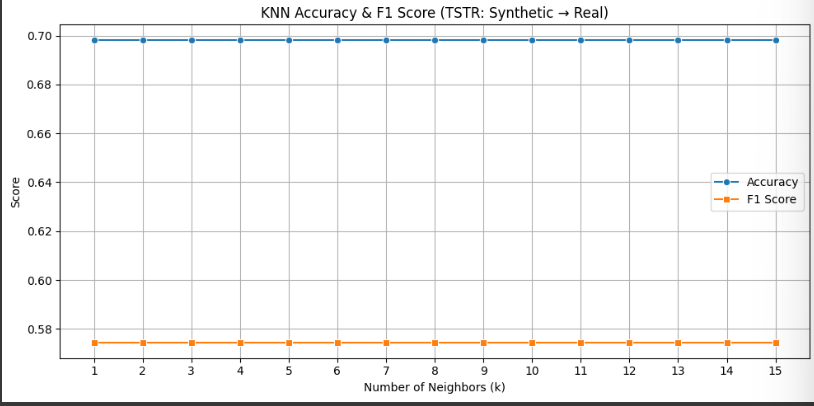 KNN Accuracy & F1 Score (TSTR: Synthetic → Real)
0.70
0.68
0.66
0.64
0.62
0.60
0.58
Score
Accuracy
F1 Score
1 2 3 4 5 6 7 8 9 10 11 12 13 14 15
Number of Neighbors (k)